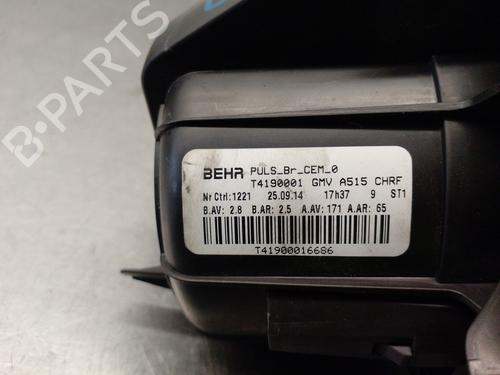 B-PARTS
BEHR PULS_Br_CEM_0
T4190001 GMV A515 CHRF
Nr Ctrl:1221 25.09.14 17h37 9 ST1
B.AV: 2.8 B.AR: 2.5 A.AV: 171 A.AR: 65
T41900016686